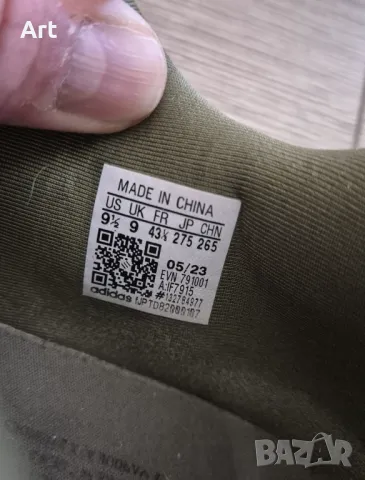 Art
MADE IN CHINA
US UK FR JP CHN
9½ 9 43⅓ 275 265
05/23
EVN 791001
A:IF7915
#132784977
adidas
BAZAR